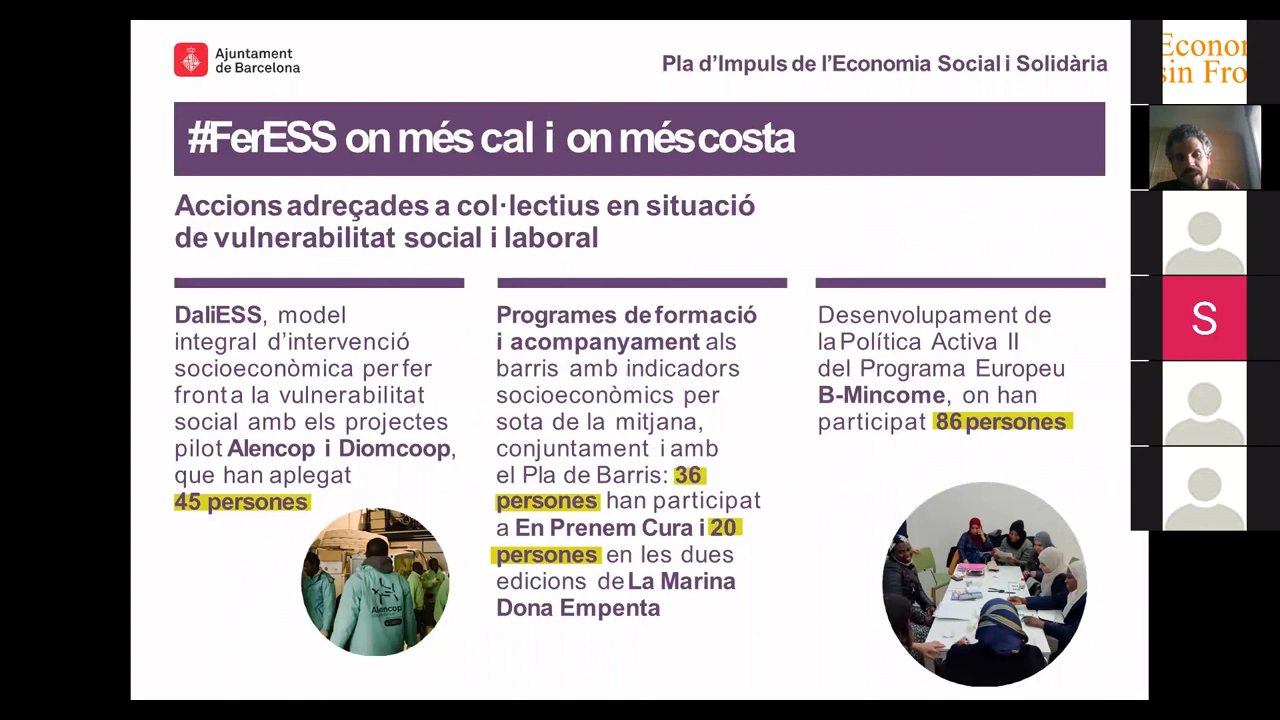 Ajuntament
de Barcelona
Pla d'Impuls de l'Economia Social i Solidària
#FerESS on més cal i on més costa
Accions adreçades a col·lectius en situació
de vulnerabilitat social i laboral
DaliESS, model
integral d'intervenció
socioeconòmica per fer
front a la vulnerabilitat
social amb els projectes
pilot Alencop i Diomcoop,
que han aplegat
45 persones
Alencop
Programes de formació
i acompanyament als
barris amb indicadors
socioeconòmics per
sota de la mitjana,
conjuntament i amb
el Pla de Barris: 36
persones han participat
a En Prenem Cura i 20
persones en les dues
edicions de La Marina
Dona Empenta
Desenvolupament de
la Política Activa II
del Programa Europeu
B-Mincome, on han
participat 86 persones
Econor
sin Fro
S